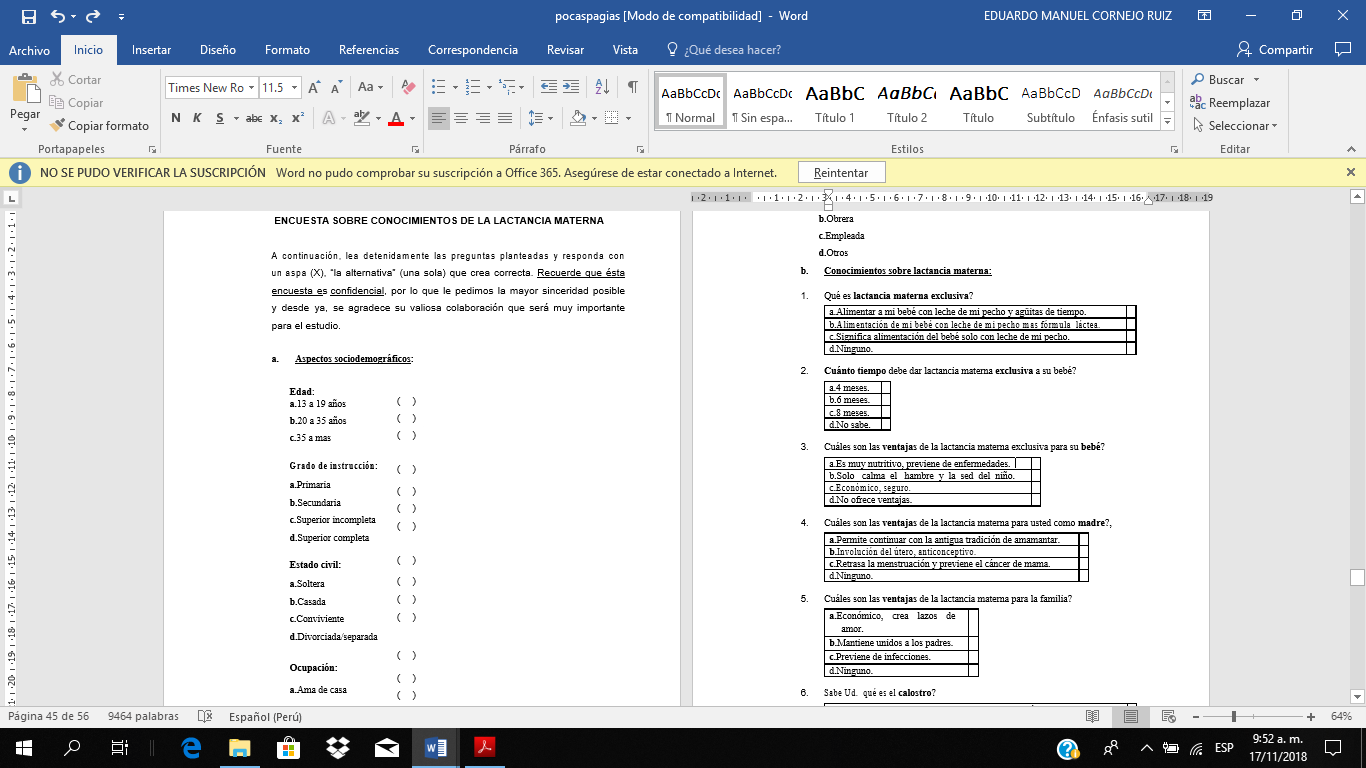 pocaspagias [Modo de compatibilidad] - Word
EDUARDO MANUEL CORNEJO RUIZ
Archivo Inicio Insertar Diseño Formato Referencias Correspondencia Revisar Vista ¿Qué desea hacer? Compartir
Pegar
Cortar
Copiar
Copiar formato
Portapapeles
Times New Ro 11.5
N K S abc x₂ x²
Fuente
Párrafo
AaBbCcDc AaBbCcDc AaBbC AaBbCc AaBbC AaBbCcD AaBbCcDc
¶ Normal ¶ Sin espa... Título 1 Título 2 Título Subtítulo Énfasis sutil
Estilos
Buscar
Reemplazar
Seleccionar
Editar
NO SE PUDO VERIFICAR LA SUSCRIPCIÓN Word no pudo comprobar su suscripción a Office 365. Asegúrese de estar conectado a Internet. Reintentar
ENCUESTA SOBRE CONOCIMIENTOS DE LA LACTANCIA MATERNA
A continuación, lea detenidamente las preguntas planteadas y responda con
un aspa (X), “la alternativa” (una sola) que crea correcta. Recuerde que ésta
encuesta es confidencial, por lo que le pedimos la mayor sinceridad posible
y desde ya, se agradece su valiosa colaboración que será muy importante
para el estudio.
a. Aspectos sociodemográficos:
Edad:
a.13 a 19 años ( )
b.20 a 35 años ( )
c.35 a mas ( )
Grado de instrucción: ( )
a.Primaria ( )
b.Secundaria ( )
c.Superior incompleta ( )
d.Superior completa
Estado civil: ( )
a.Soltera ( )
b.Casada ( )
c.Conviviente ( )
d.Divorciada/separada
( )
Ocupación: ( )
a.Ama de casa ( )
b.Obrera
c.Empleada
d.Otros
b. Conocimientos sobre lactancia materna:
1. Qué es lactancia materna exclusiva?
a.Alimentar a mi bebé con leche de mi pecho y agüitas de tiempo.
b.Alimentación de mi bebé con leche de mi pecho mas fórmula láctea.
c.Significa alimentación del bebé solo con leche de mi pecho.
d.Ninguno.
2. Cuánto tiempo debe dar lactancia materna exclusiva a su bebé?
a.4 meses.
b.6 meses.
c.8 meses.
d.No sabe.
3. Cuáles son las ventajas de la lactancia materna exclusiva para su bebé?
a.Es muy nutritivo, previene de enfermedades.
b.Solo calma el hambre y la sed del niño.
c.Económico, seguro.
d.No ofrece ventajas.
4. Cuáles son las ventajas de la lactancia materna para usted como madre?,
a.Permite continuar con la antigua tradición de amamantar.
b.Involución del útero, anticonceptivo.
c.Retrasa la menstruación y previene el cáncer de mama.
d.Ninguno.
5. Cuáles son las ventajas de la lactancia materna para la familia?
a.Económico, crea lazos de
amor.
b.Mantiene unidos a los padres.
c.Previene de infecciones.
d.Ninguno.
6. Sabe Ud. qué es el calostro?
Página 45 de 56 9464 palabras Español (Perú) 64%
ESP
9:52 a. m.
17/11/2018